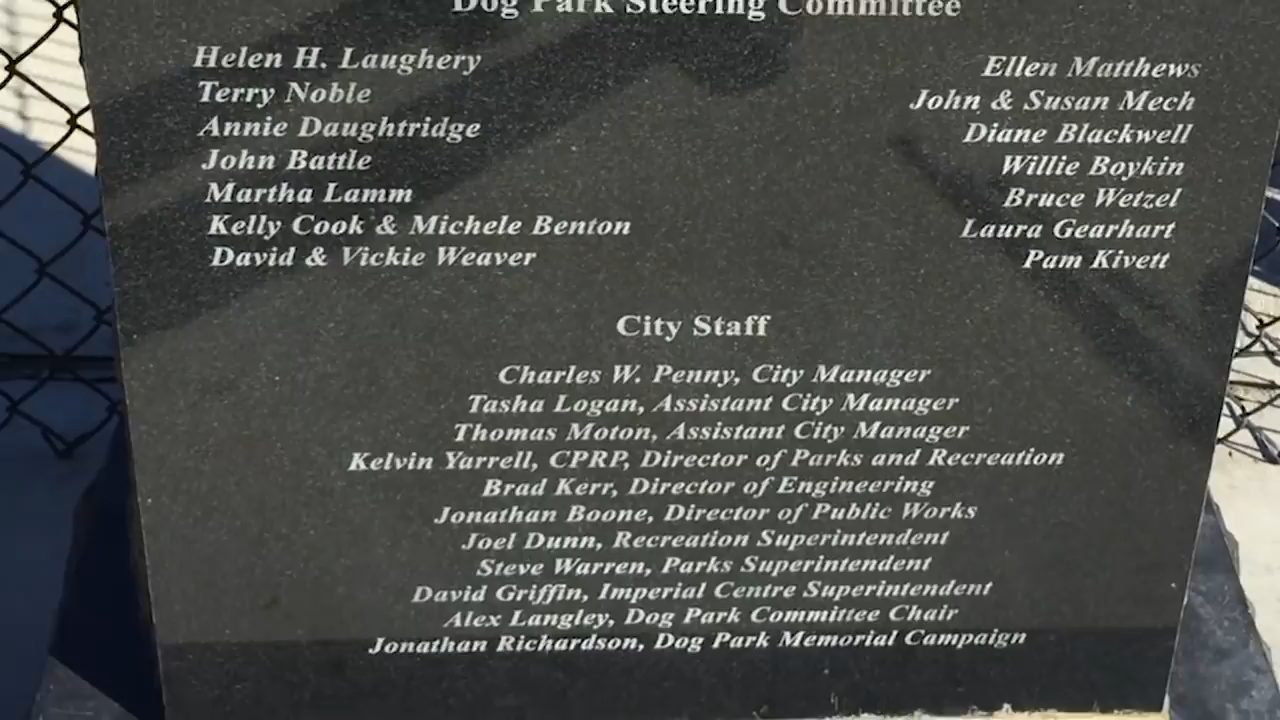 Dog Park Steering Committee
Helen H. Laughery
Terry Noble
Annie Daughtridge
John Battle
Martha Lamm
Kelly Cook & Michele Benton
David & Vickie Weaver
Ellen Matthews
John & Susan Mech
Diane Blackwell
Willie Boykin
Bruce Wetzel
Laura Gearhart
Pam Kivett
City Staff
Charles W. Penny, City Manager
Tasha Logan, Assistant City Manager
Thomas Moton, Assistant City Manager
Kelvin Yarrell, CPRP, Director of Parks and Recreation
Brad Kerr, Director of Engineering
Jonathan Boone, Director of Public Works
Joel Dunn, Recreation Superintendent
Steve Warren, Parks Superintendent
David Griffin, Imperial Centre Superintendent
Alex Langley, Dog Park Committee Chair
Jonathan Richardson, Dog Park Memorial Campaign